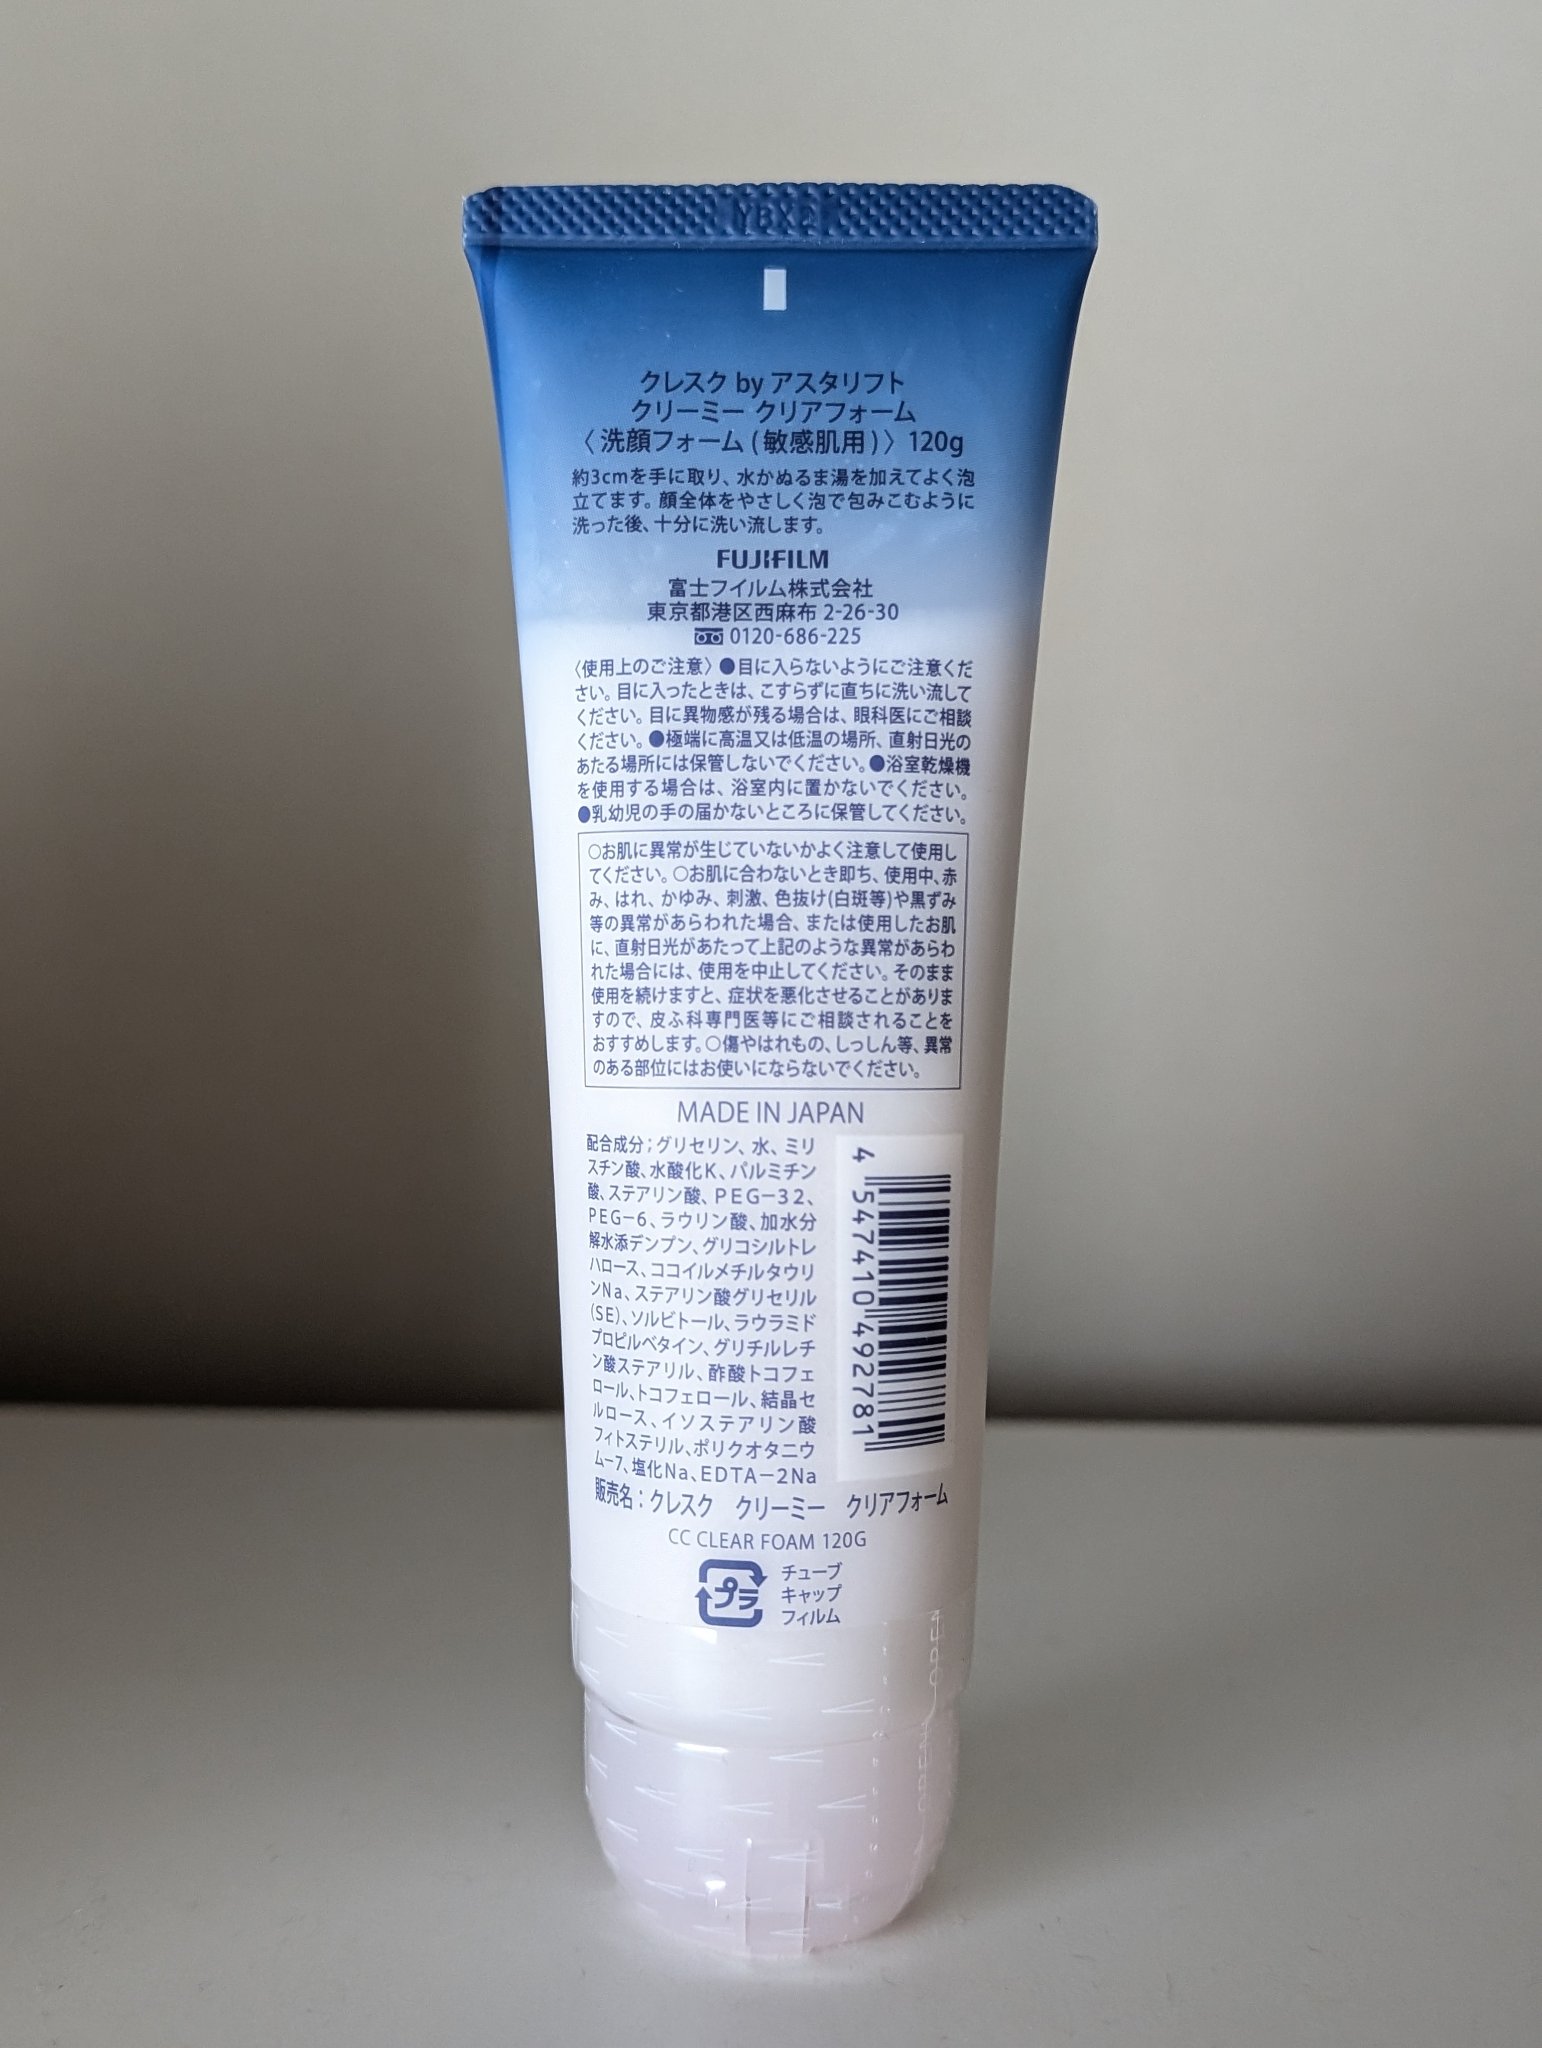 クレスク by アスタリフト
クリーミー クリアフォーム
〈 洗顔フォーム ( 敏感肌用 ) 〉 120g
約3cmを手に取り、水かぬるま湯を加えてよく泡
立てます。顔全体をやさしく泡で包みこむように
洗った後、十分に洗い流します。
FUJIFILM
富士フイルム株式会社
東京都港区西麻布 2-26-30
0120-686-225
〈使用上のご注意〉●目に入らないようにご注意くだ
さい。目に入ったときは、こすらずに直ちに洗い流して
ください。目に異物感が残る場合は、眼科医にご相談
ください。●極端に高温又は低温の場所、直射日光の
あたる場所には保管しないでください。●浴室乾燥機
を使用する場合は、浴室内に置かないでください。
●乳幼児の手の届かないところに保管してください。
○お肌に異常が生じていないかよく注意して使用し
てください。○お肌に合わないとき即ち、使用中、赤
み、はれ、かゆみ、刺激、色抜け(白斑等)や黒ずみ
等の異常があらわれた場合、または使用したお肌
に、直射日光があたって上記のような異常があらわ
れた場合には、使用を中止してください。そのまま
使用を続けますと、症状を悪化させることがありま
すので、皮ふ科専門医等にご相談されることを
おすすめします。○傷やはれもの、しっしん等、異常
のある部位にはお使いにならないでください。
MADE IN JAPAN
配合成分；グリセリン、水、ミリ
スチン酸、水酸化K、パルミチン
酸、ステアリン酸、PEG－32、
PEG－6、ラウリン酸、加水分
解水添デンプン、グリコシルトレ
ハロース、ココイルメチルタウリ
ンNa、ステアリン酸グリセリル
(SE)、ソルビトール、ラウラミド
プロピルベタイン、グリチルレチ
ン酸ステアリル、酢酸トコフェ
ロール、トコフェロール、結晶セ
ルロース、イソステアリン酸
フィトステリル、ポリクオタニウ
ム－7、塩化Na、EDTA－2Na
4 547410 492781
販売名：クレスク　クリーミー　クリアフォーム
CC CLEAR FOAM 120G
プラ
チューブ
キャップ
フィルム
OPEN
OPEN